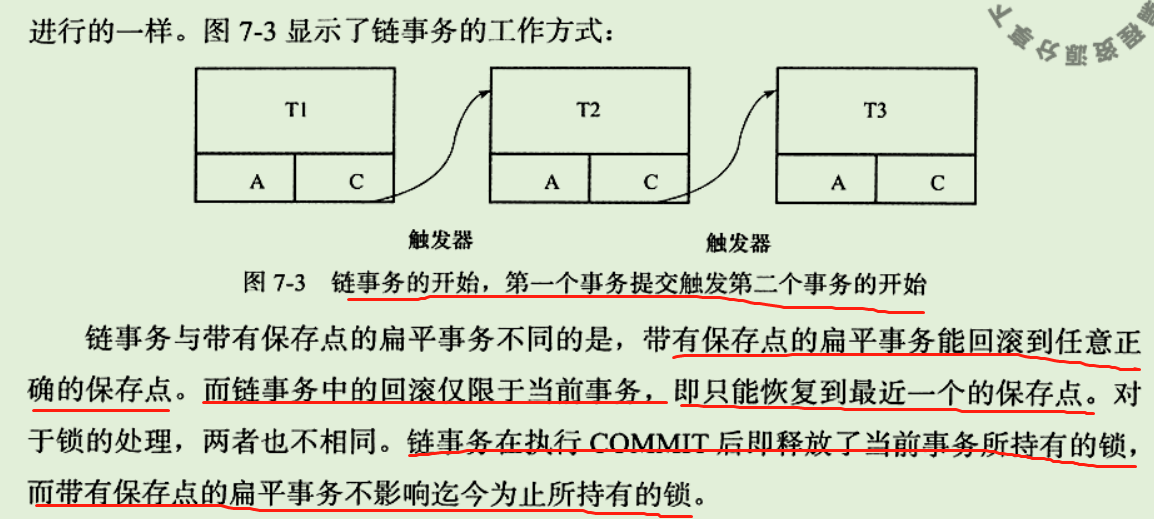 进行的一样。图 7-3 显示了链事务的工作方式：
T1 T2 T3
A C A C A C
触发器 触发器
图 7-3 链事务的开始，第一个事务提交触发第二个事务的开始
链事务与带有保存点的扁平事务不同的是，带有保存点的扁平事务能回滚到任意正
确的保存点。而链事务中的回滚仅限于当前事务，即只能恢复到最近一个的保存点。对
于锁的处理，两者也不相同。链事务在执行 COMMIT 后即释放了当前事务所持有的锁，
而带有保存点的扁平事务不影响迄今为止所持有的锁。